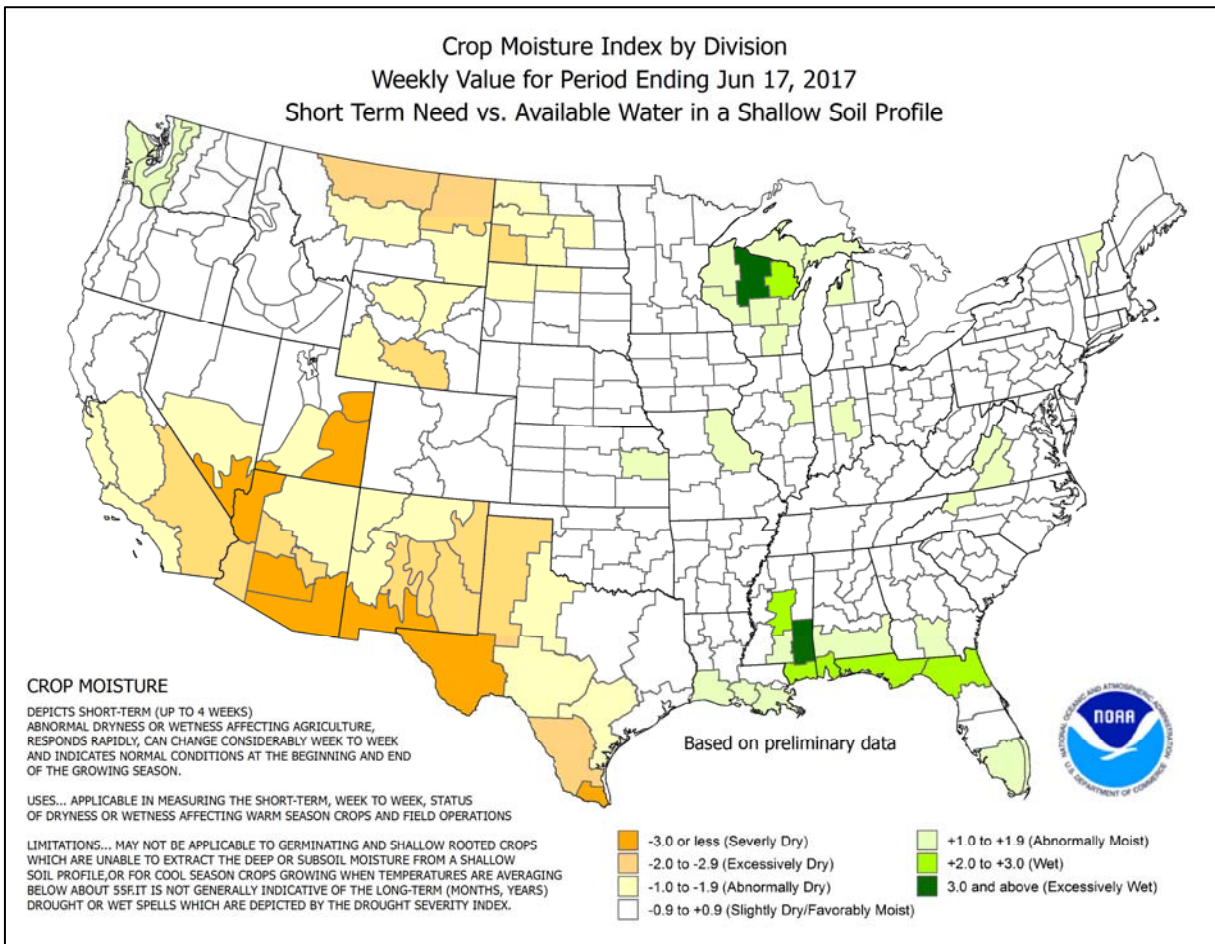 Crop Moisture Index by Division
Weekly Value for Period Ending Jun 17, 2017
Short Term Need vs. Available Water in a Shallow Soil Profile
CROP MOISTURE
DEPICTS SHORT-TERM (UP TO 4 WEEKS)
ABNORMAL DRYNESS OR WETNESS AFFECTING AGRICULTURE,
RESPONDS RAPIDLY, CAN CHANGE CONSIDERABLY WEEK TO WEEK
AND INDICATES NORMAL CONDITIONS AT THE BEGINNING AND END
OF THE GROWING SEASON.
USES... APPLICABLE IN MEASURING THE SHORT-TERM, WEEK TO WEEK, STATUS
OF DRYNESS OR WETNESS AFFECTING WARM SEASON CROPS AND FIELD OPERATIONS
LIMITATIONS... MAY NOT BE APPLICABLE TO GERMINATING AND SHALLOW ROOTED CROPS
WHICH ARE UNABLE TO EXTRACT THE DEEP OR SUBSOIL MOISTURE FROM A SHALLOW
SOIL PROFILE,OR FOR COOL SEASON CROPS GROWING WHEN TEMPERATURES ARE AVERAGING
BELOW ABOUT 55F.IT IS NOT GENERALLY INDICATIVE OF THE LONG-TERM (MONTHS, YEARS)
DROUGHT OR WET SPELLS WHICH ARE DEPICTED BY THE DROUGHT SEVERITY INDEX.
Based on preliminary data
NATIONAL OCEANIC AND ATMOSPHERIC ADMINISTRATION
NOAA
U.S. DEPARTMENT OF COMMERCE
-3.0 or less (Severly Dry)
-2.0 to -2.9 (Excessively Dry)
-1.0 to -1.9 (Abnormally Dry)
-0.9 to +0.9 (Slightly Dry/Favorably Moist)
+1.0 to +1.9 (Abnormally Moist)
+2.0 to +3.0 (Wet)
3.0 and above (Excessively Wet)